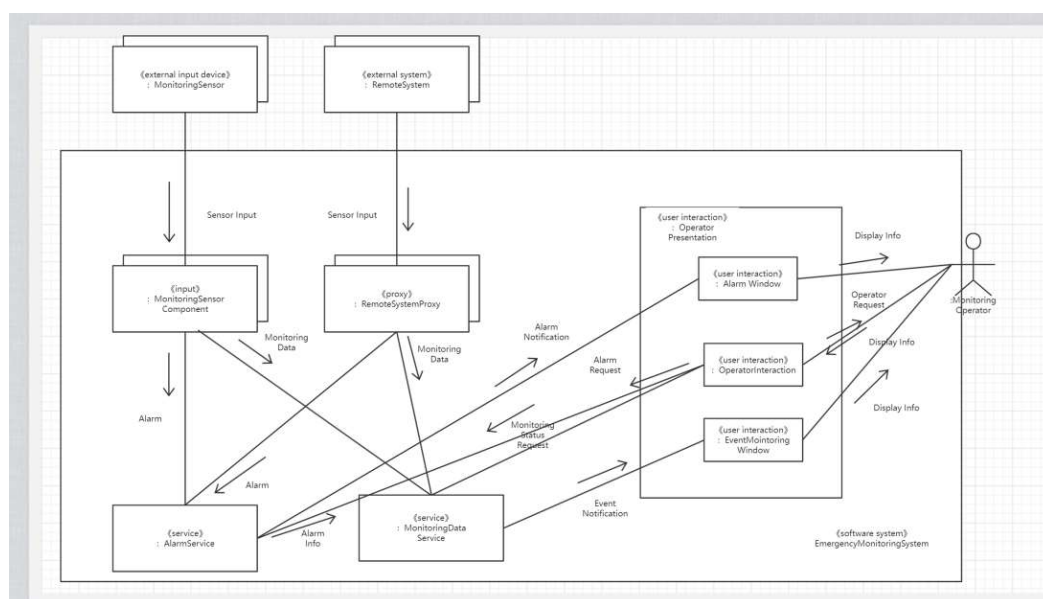 《external input device》
: MonitoringSensor
《external system》
: RemoteSystem
Sensor Input
Sensor Input
《user interaction》
: Operator
Presentation
Display Info
《input》
: MonitoringSensor
Component
《proxy》
: RemoteSystemProxy
《user interaction》
: Alarm Window
:Monitoring
Operator
Operator
Request
Monitoring
Data
Monitoring
Data
Alarm
Notification
Alarm
Request
《user interaction》
: OperatorInteraction
Display Info
Alarm
Monitoring
Status
Request
《user interaction》
: EventMointoring
Window
Display Info
Alarm
《service》
: AlarmService
Alarm
Info
《service》
: MonitoringData
Service
Event
Notification
《software system》
EmergencyMonitoringSystem